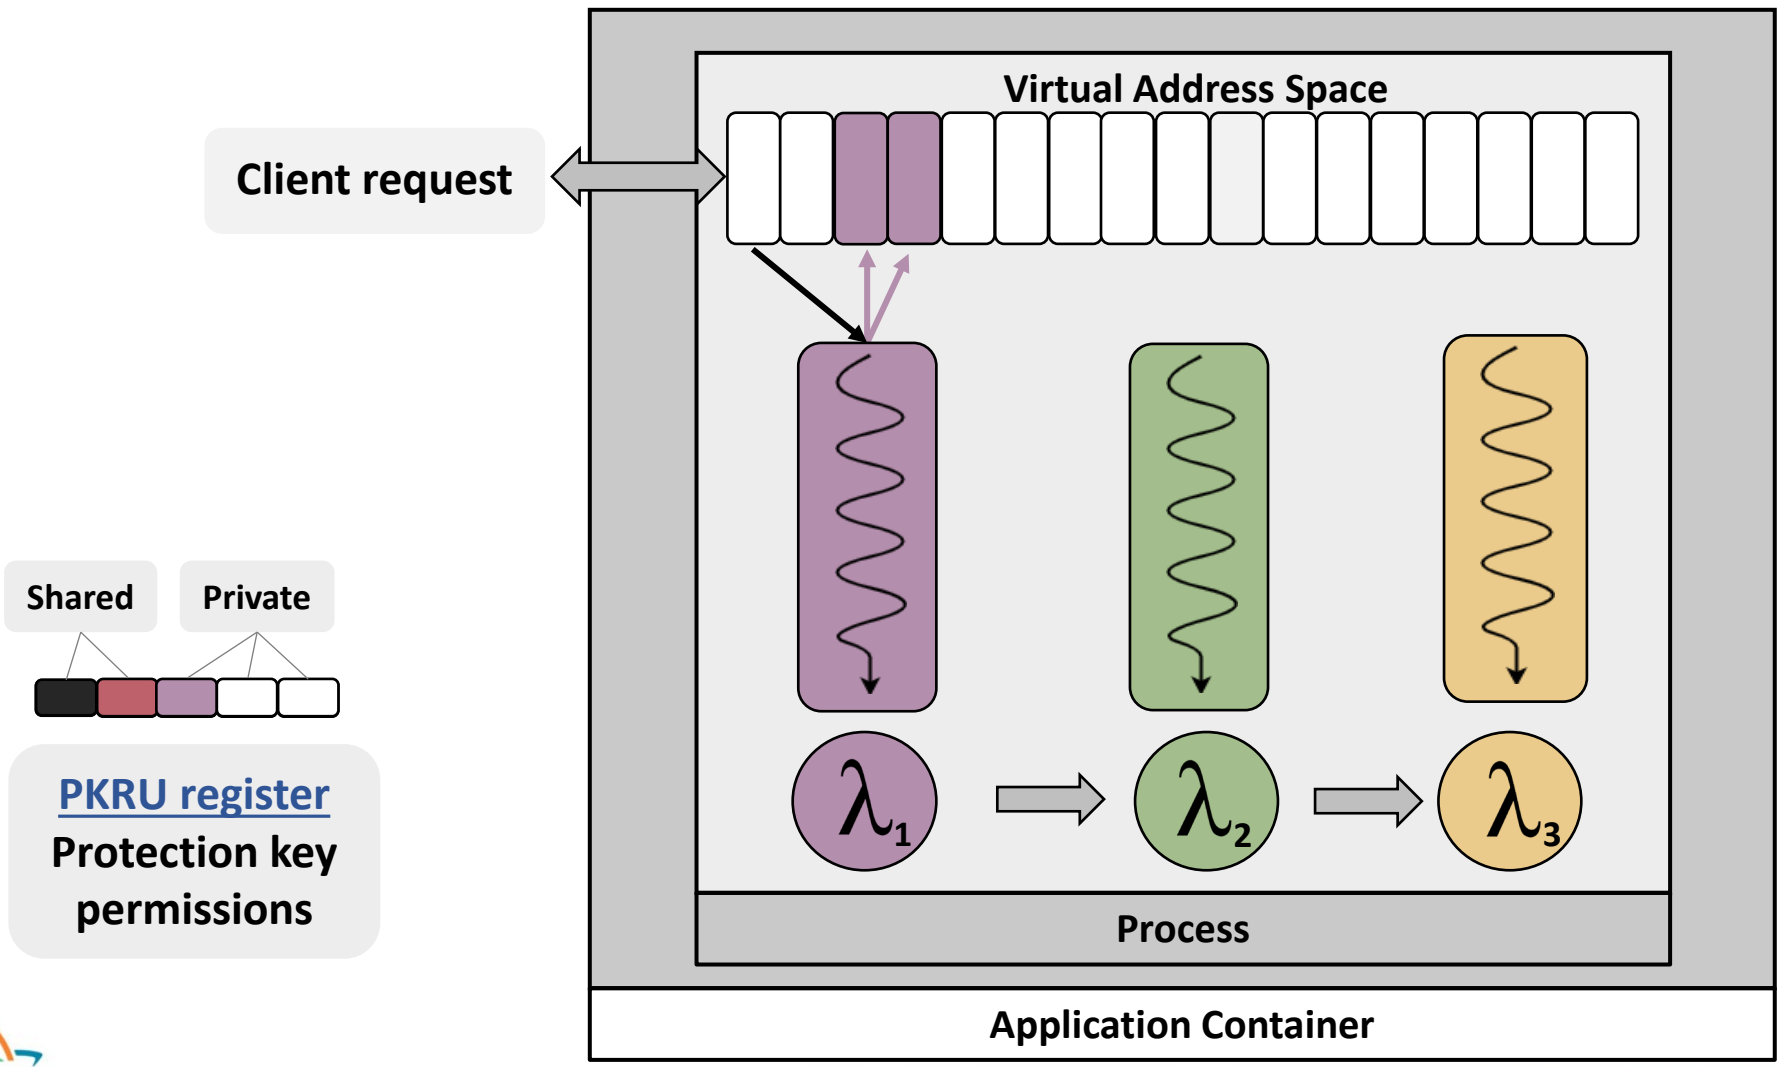 Virtual Address Space
Client request
Shared
Private
PKRU register
Protection key
permissions
λ1
λ2
λ3
Process
Application Container